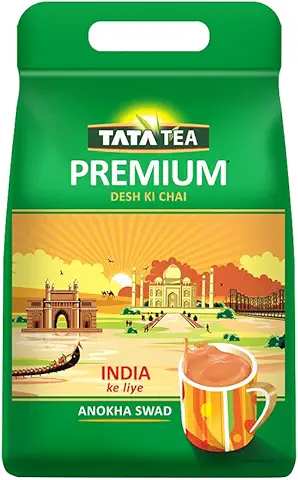 TATA TEA
PREMIUM
DESH KI CHAI
INDIA
ke liye
ANOKHA SWAD